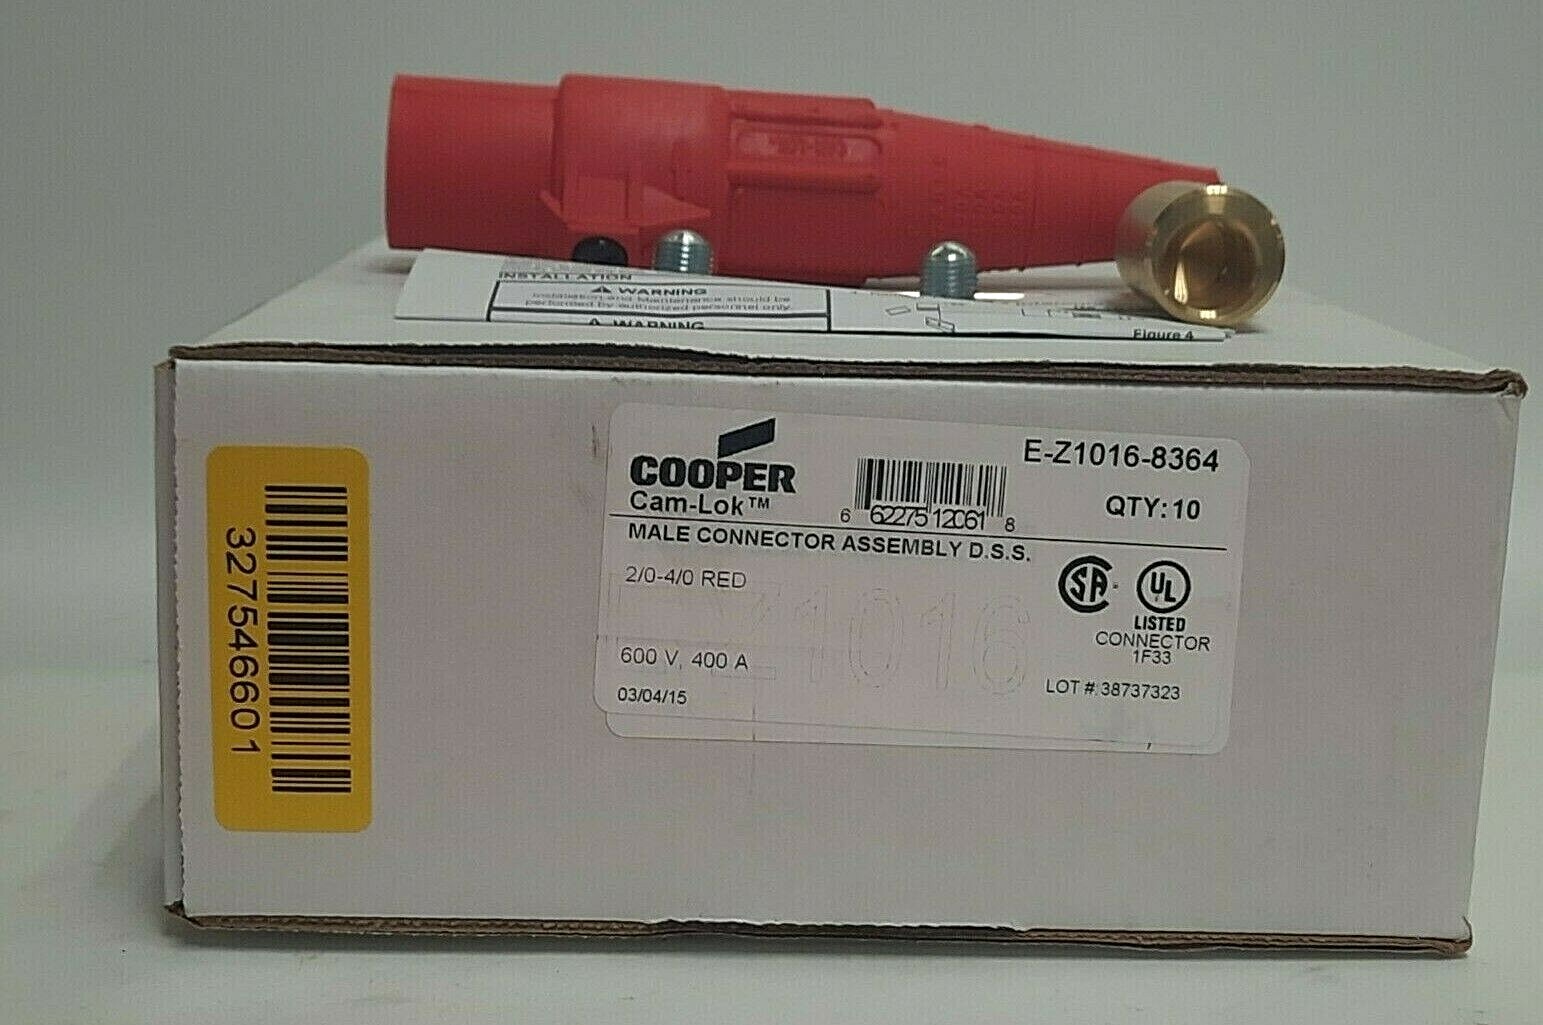 INSTALLATION
WARNING
Installation and Maintenance should be
performed by authorized personnel only.
WARNING
Figure 4
COOPER
Cam-Lok™
6 62275 12061 8
E-Z1016-8364
QTY: 10
MALE CONNECTOR ASSEMBLY D.S.S.
2/0-4/0 RED
SA
UL
LISTED
CONNECTOR
1F33
600 V, 400 A
03/04/15
LOT #: 38737323
Z1016
327546601